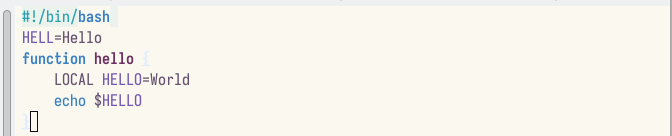 #!/bin/bash
HELL=Hello
function hello {
    LOCAL HELLO=World
    echo $HELLO
}